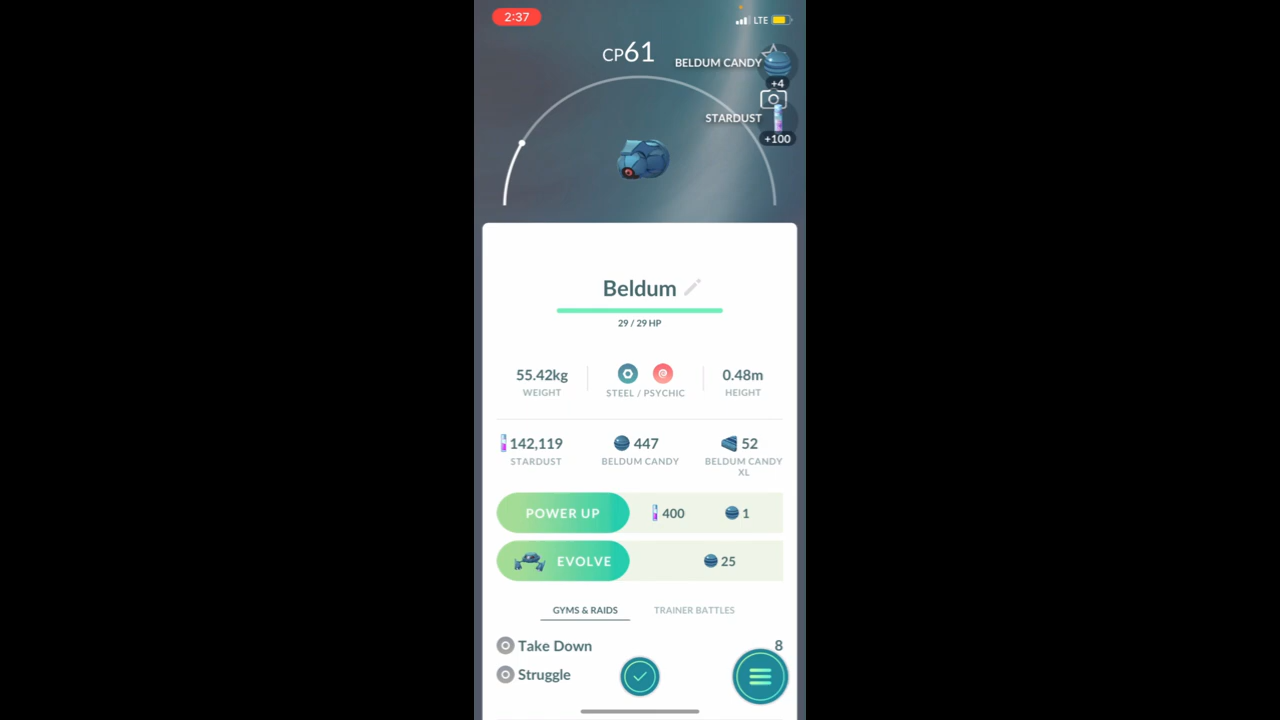 2:37
LTE
CP61
BELDUM CANDY
+4
STARDUST
+100
Beldum
29 / 29 HP
55.42kg
WEIGHT
STEEL / PSYCHIC
0.48m
HEIGHT
142,119
STARDUST
447
BELDUM CANDY
52
BELDUM CANDY
XL
POWER UP 400 1
EVOLVE 25
GYMS & RAIDS TRAINER BATTLES
Take Down 8
Struggle